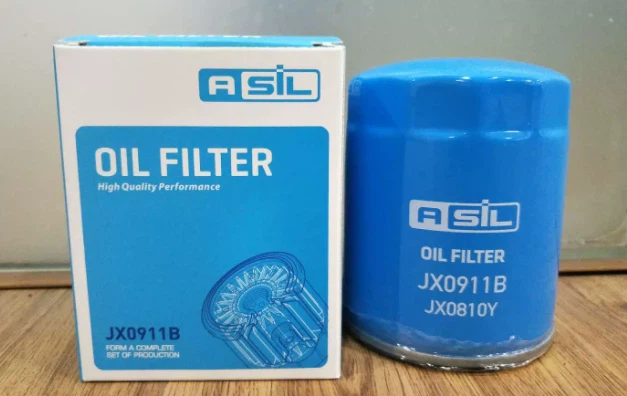 ASIL
OIL FILTER
High Quality Performance
JX0911B
FORM A COMPLETE
SET OF PRODUCTION
ASIL
OIL FILTER
JX0911B
JX0810Y